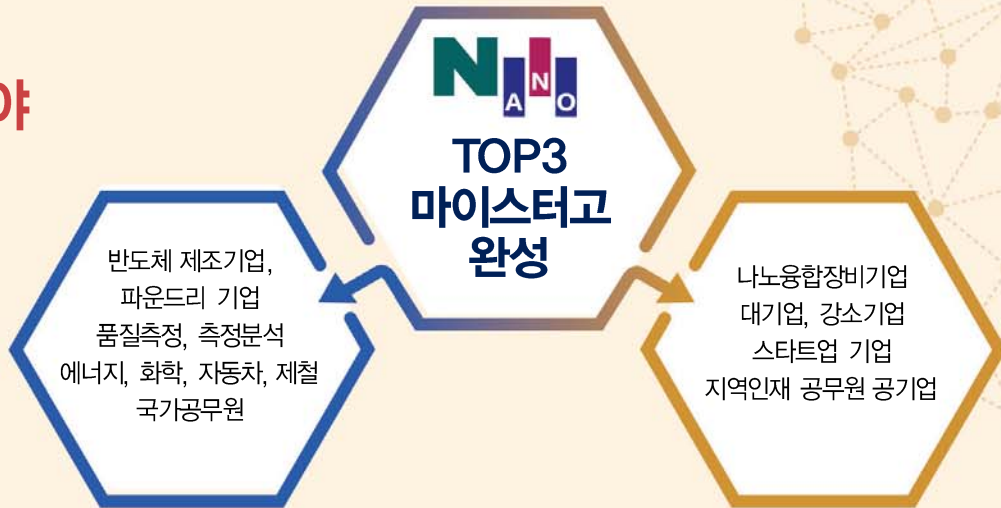 야
NANO
TOP3
마이스터고
완성
반도체 제조기업,
파운드리 기업
품질측정, 측정분석
에너지, 화학, 자동차, 제철
국가공무원
나노융합장비기업
대기업, 강소기업
스타트업 기업
지역인재 공무원 공기업